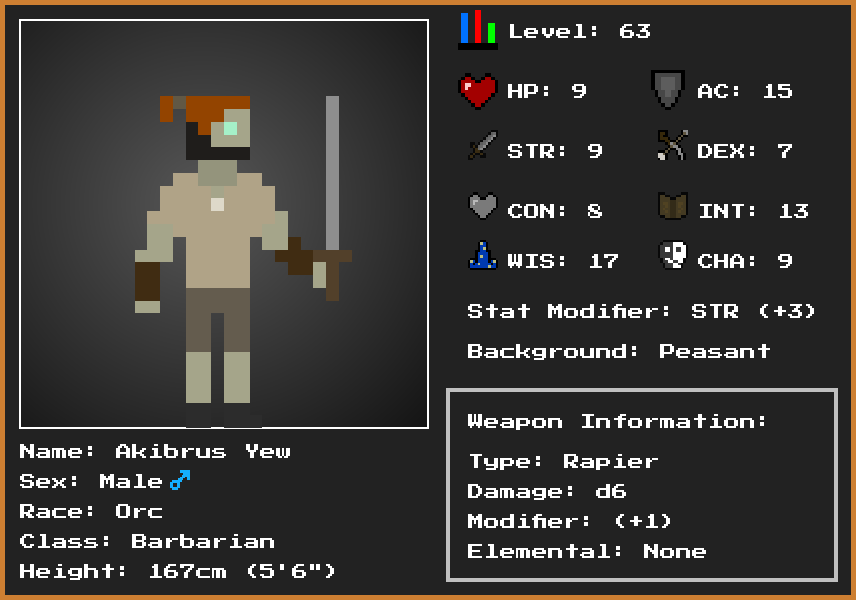 Level: 63
HP: 9
AC: 15
STR: 9
DEX: 7
CON: 8
INT: 13
WIS: 17
CHA: 9
Stat Modifier: STR (+3)
Background: Peasant
Weapon Information:
Type: Rapier
Damage: d6
Modifier: (+1)
Elemental: None
Name: Akibrus Yew
Sex: Male ♂
Race: Orc
Class: Barbarian
Height: 167cm (5'6")